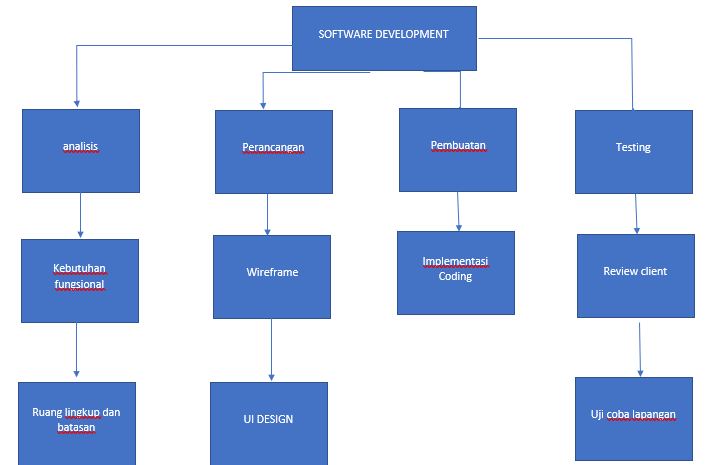 SOFTWARE DEVELOPMENT
analisis
Perancangan
Pembuatan
Testing
Kebutuhan
fungsional
Wireframe
Implementasi
Coding
Review client
Ruang lingkup dan
batasan
UI DESIGN
Uji coba lapangan